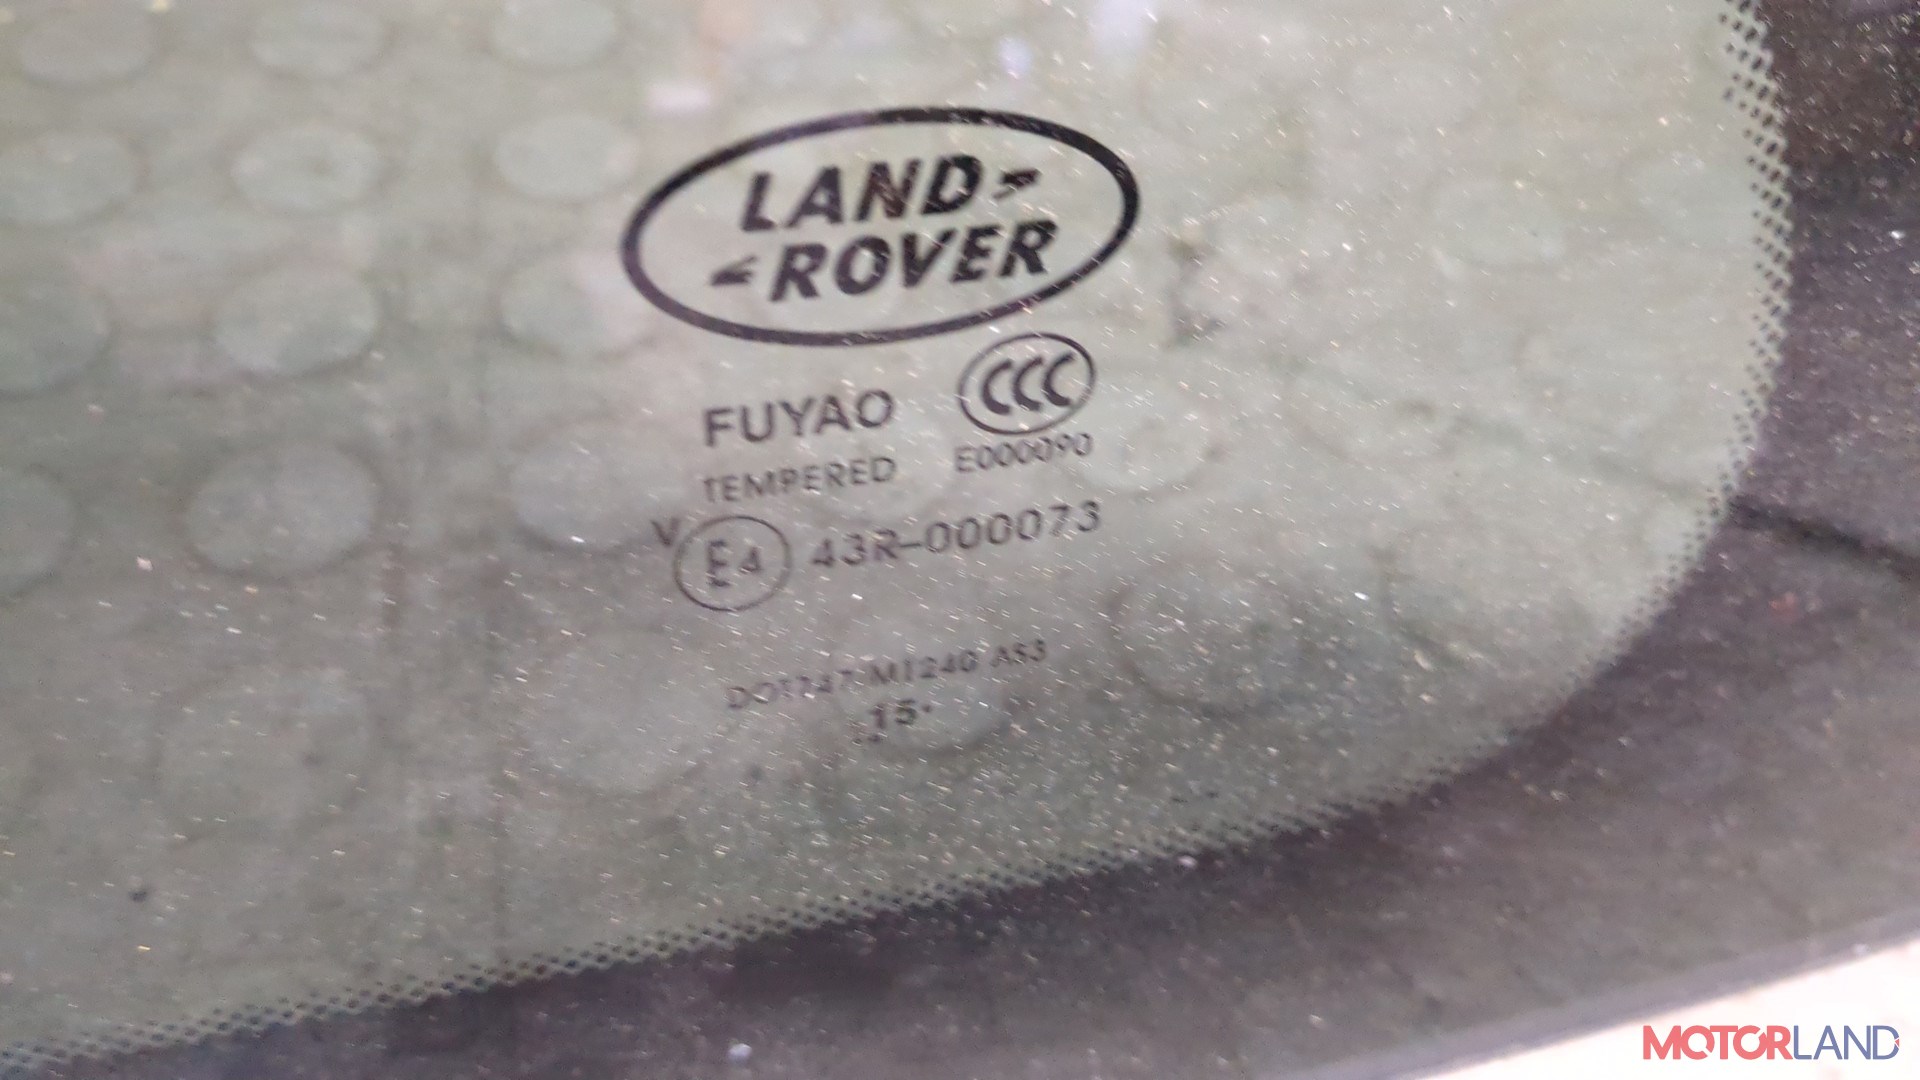 LAND
ROVER
CCC
FUYAO
TEMPERED E000090
V E4 43R-000073
DOT747 M1240 AS3
.15.
MOTORLAND